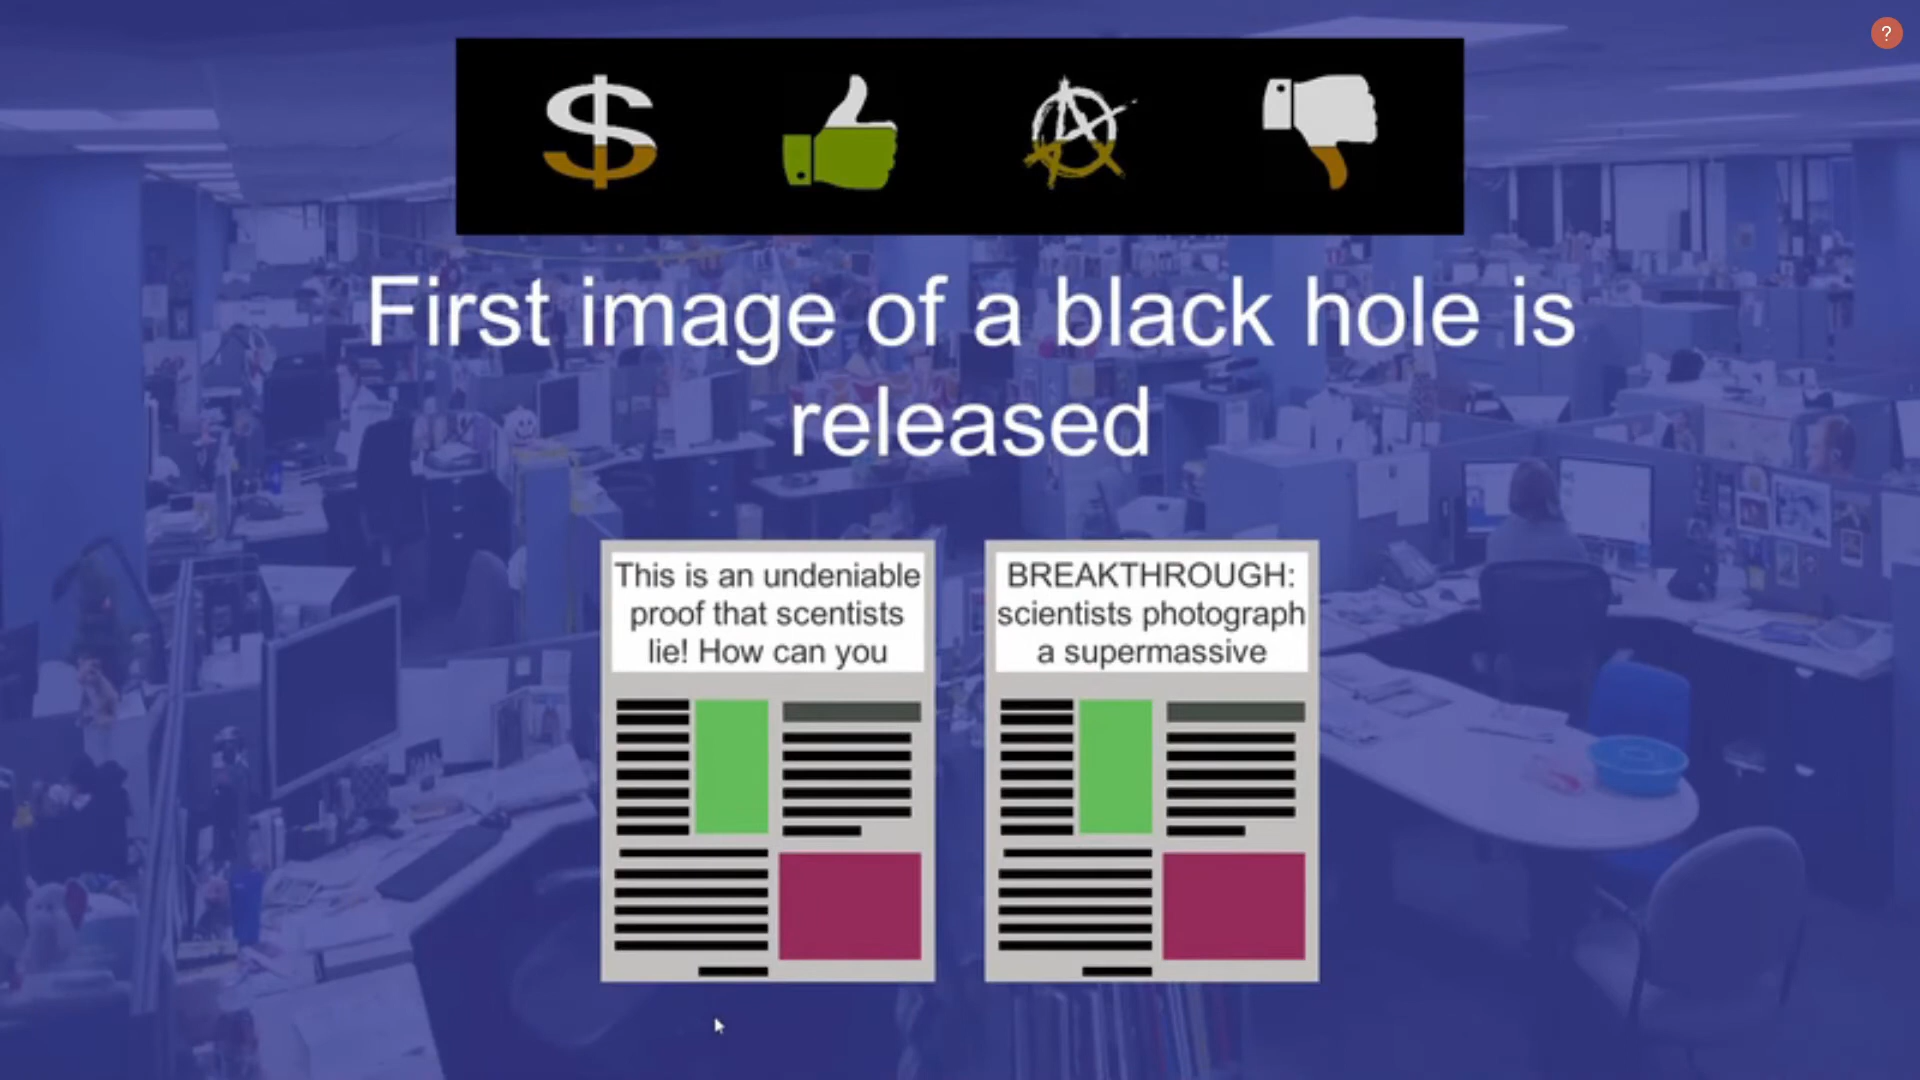 ?
$
First image of a black hole is
released
This is an undeniable
proof that scentists
lie! How can you
BREAKTHROUGH:
scientists photograph
a supermassive